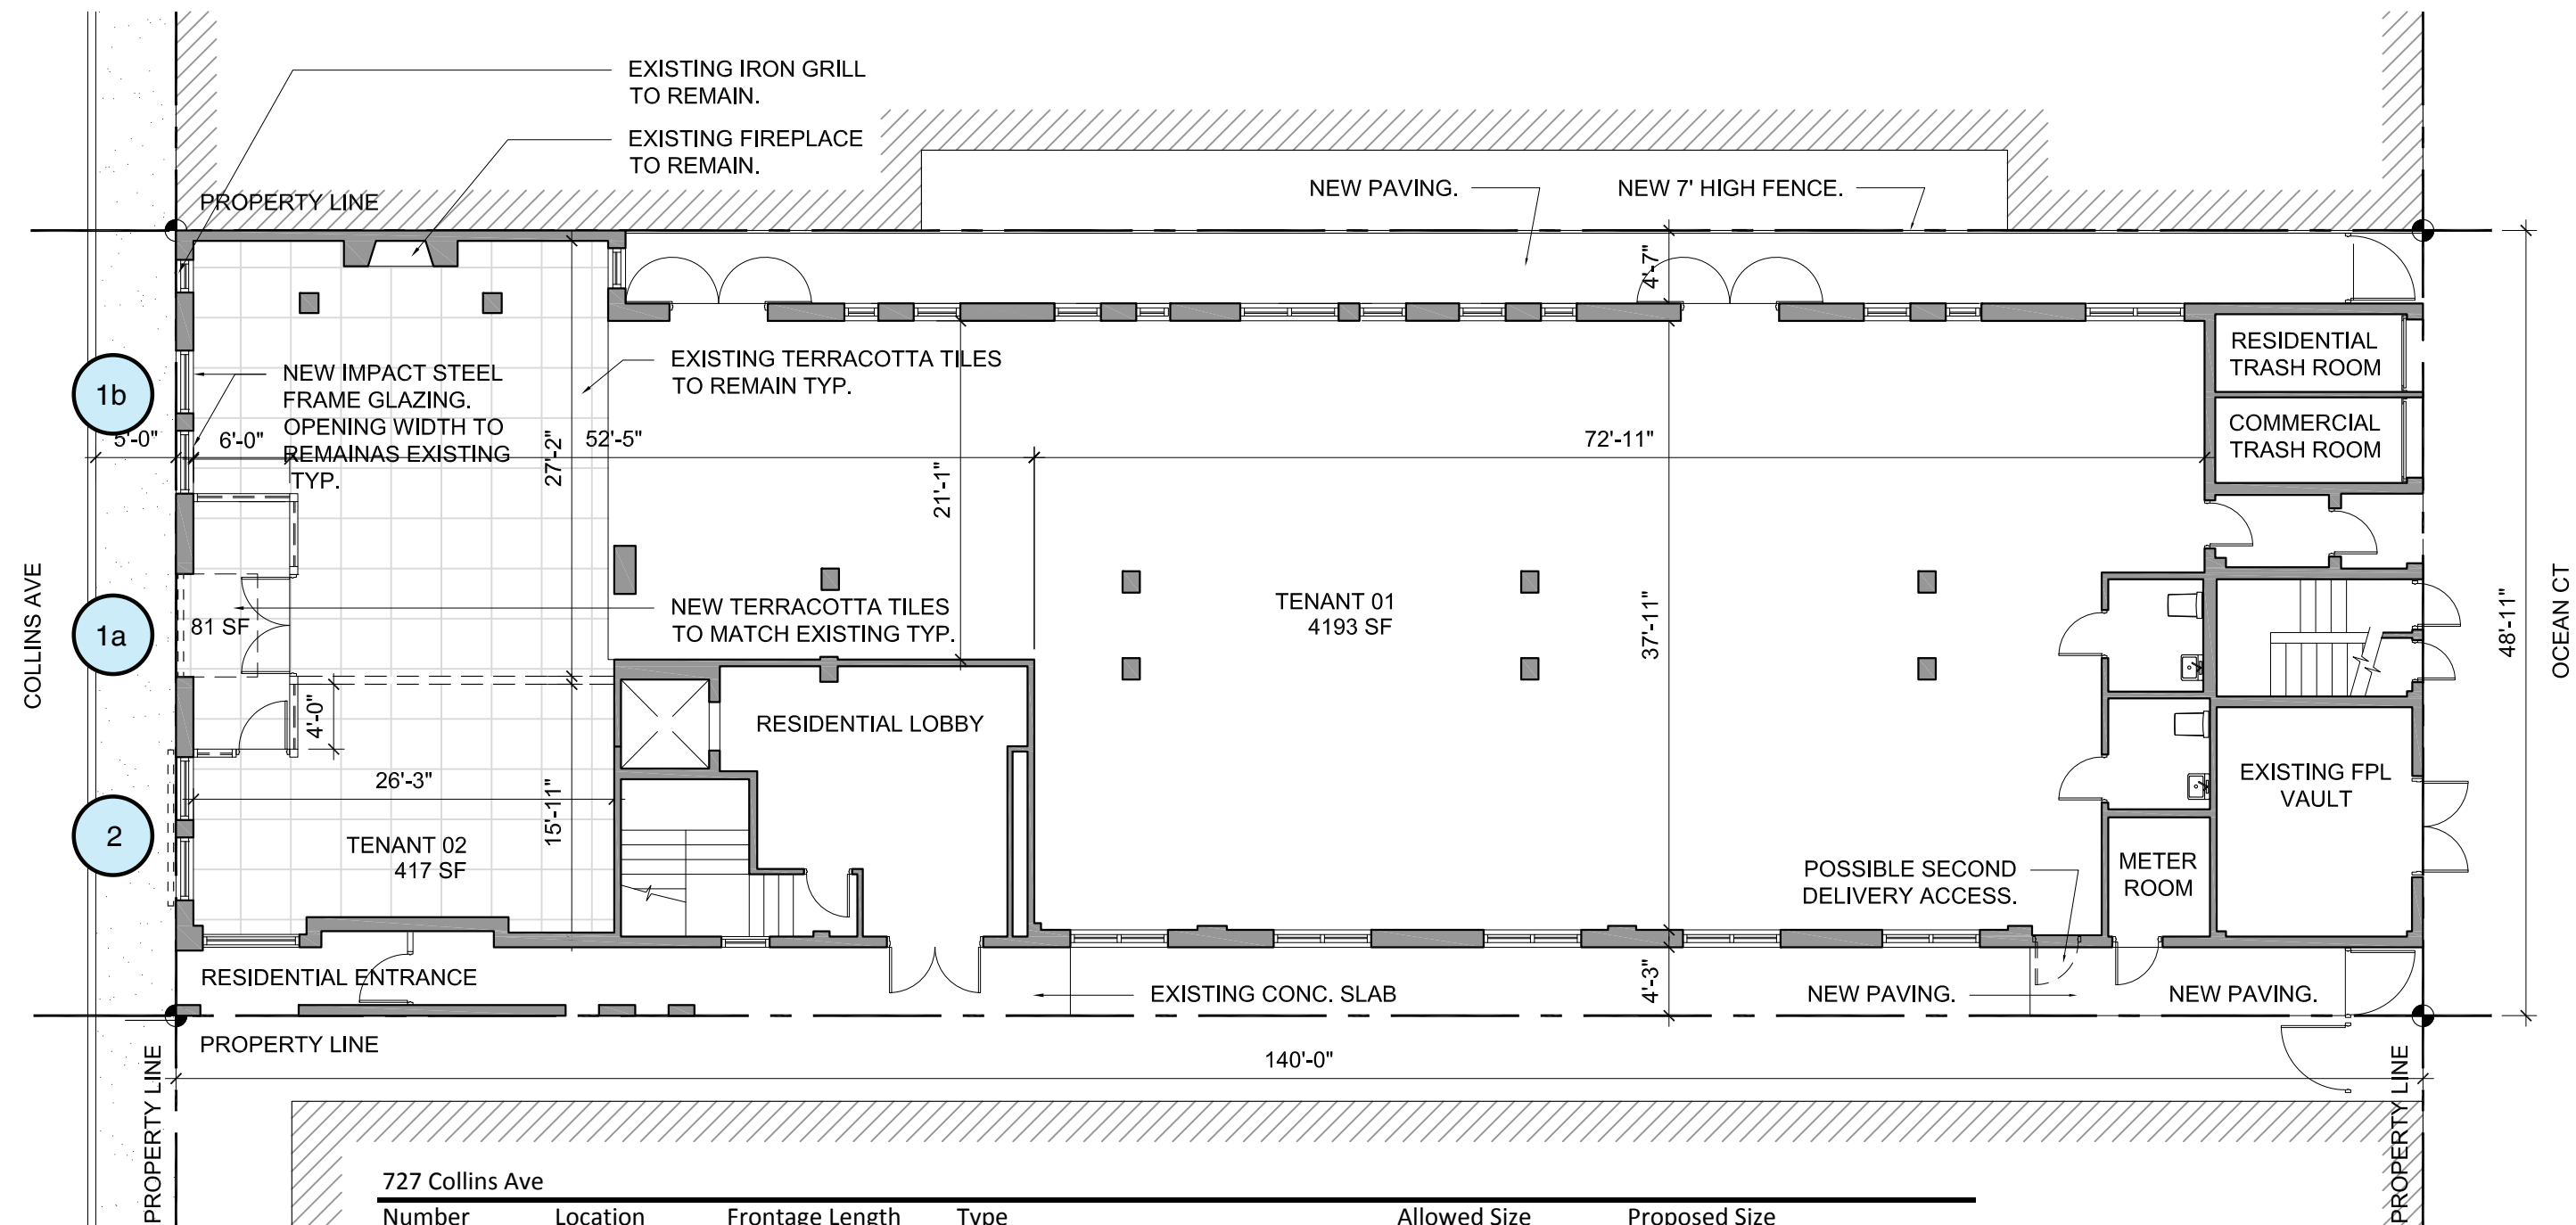 EXISTING IRON GRILL
TO REMAIN.
EXISTING FIREPLACE
TO REMAIN.
PROPERTY LINE
NEW PAVING.
NEW 7' HIGH FENCE.
4'-7"
EXISTING TERRACOTTA TILES
TO REMAIN TYP.
NEW IMPACT STEEL
FRAME GLAZING.
OPENING WIDTH TO
REMAINAS EXISTING
TYP.
1b
5'-0"
6'-0"
27'-2"
52'-5"
21'-1"
72'-11"
RESIDENTIAL
TRASH ROOM
COMMERCIAL
TRASH ROOM
COLLINS AVE
1a
81 SF
NEW TERRACOTTA TILES
TO MATCH EXISTING TYP.
TENANT 01
4193 SF
37'-11"
48'-11"
OCEAN CT
4'-0"
RESIDENTIAL LOBBY
26'-3"
15'-11"
2
TENANT 02
417 SF
EXISTING FPL
VAULT
METER
ROOM
POSSIBLE SECOND
DELIVERY ACCESS.
RESIDENTIAL ENTRANCE
EXISTING CONC. SLAB
4'-3"
NEW PAVING.
NEW PAVING.
PROPERTY LINE
140'-0"
PROPERTY LINE
PROPERTY LINE
727 Collins Ave
Number Location Frontage Length Type Allowed Size Proposed Size